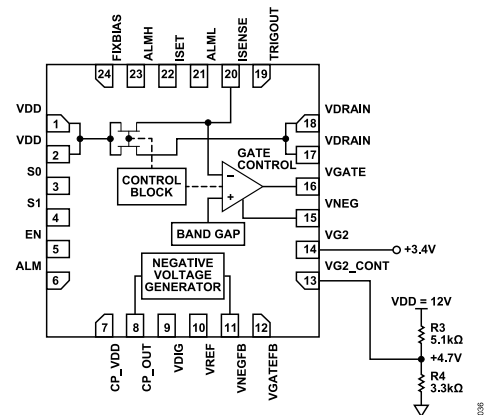 FIXBIAS
ALMH
ISET
ALML
ISENSE
TRIGOUT
24
23
22
21
20
19
VDD
1
VDD
2
S0
3
S1
4
EN
5
ALM
6
VDRAIN
18
VDRAIN
17
VGATE
16
VNEG
15
VG2
14
+3.4V
VG2_CONT
13
GATE
CONTROL
–
+
CONTROL
BLOCK
BAND GAP
NEGATIVE
VOLTAGE
GENERATOR
VDD = 12V
R3
5.1kΩ
+4.7V
R4
3.3kΩ
7
8
9
10
11
12
CP_VDD
CP_OUT
VDIG
VREF
VNEGFB
VGATEFB
036